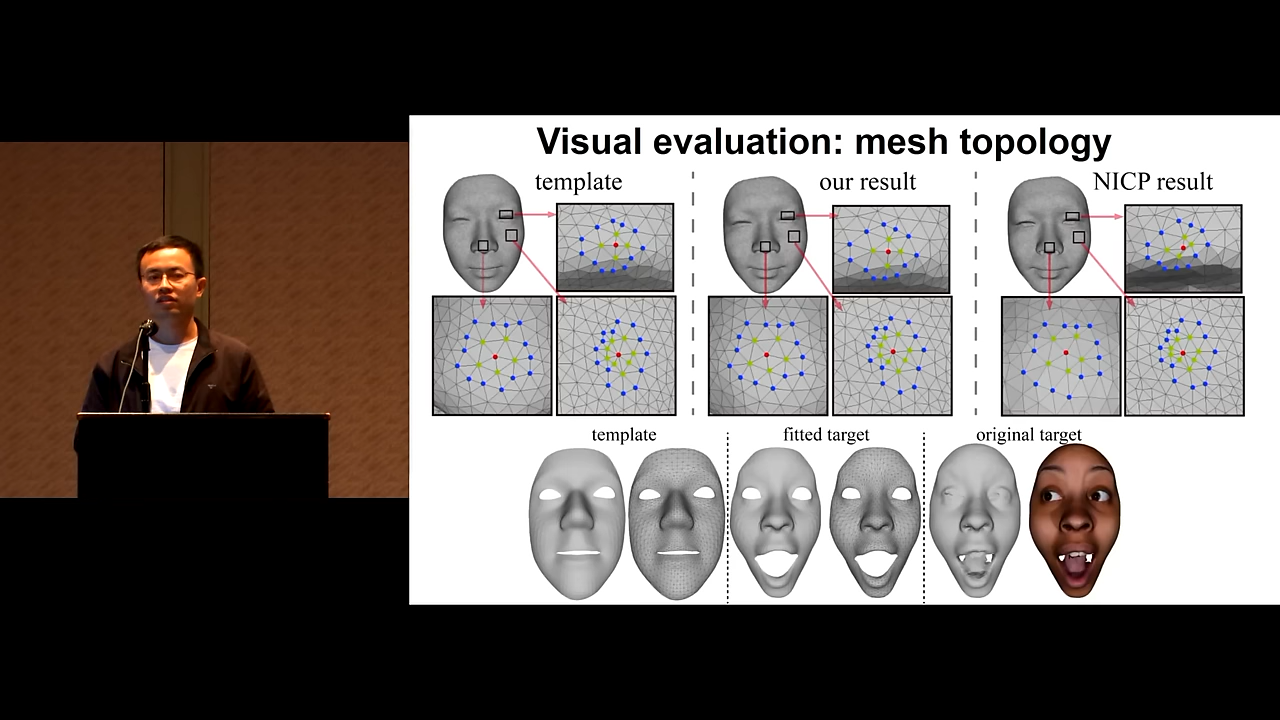 Visual evaluation: mesh topology
template
our result
NICP result
template
fitted target
original target